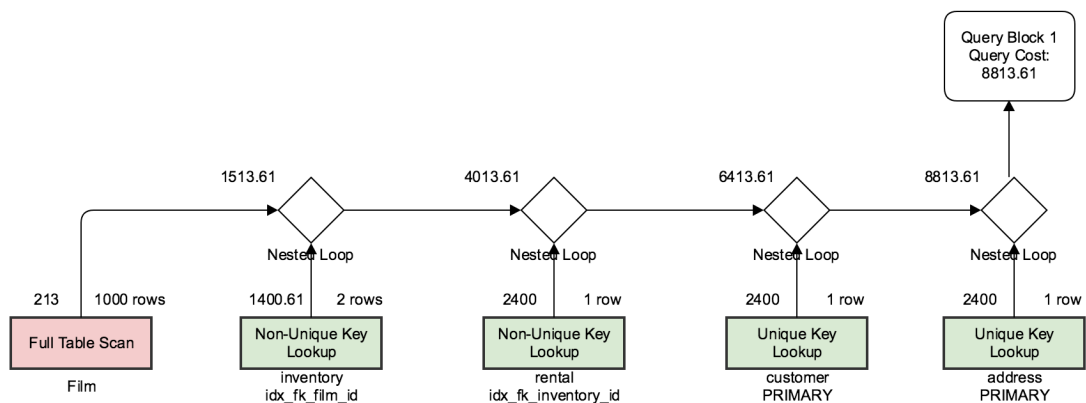 Query Block 1
Query Cost:
8813.61
1513.61
4013.61
6413.61
8813.61
Nested Loop
Nested Loop
Nested Loop
Nested Loop
213
1000 rows
1400.61
2 rows
2400
1 row
2400
1 row
2400
1 row
Full Table Scan
Non-Unique Key
Lookup
Non-Unique Key
Lookup
Unique Key
Lookup
Unique Key
Lookup
Film
inventory
idx_fk_film_id
rental
idx_fk_inventory_id
customer
PRIMARY
address
PRIMARY